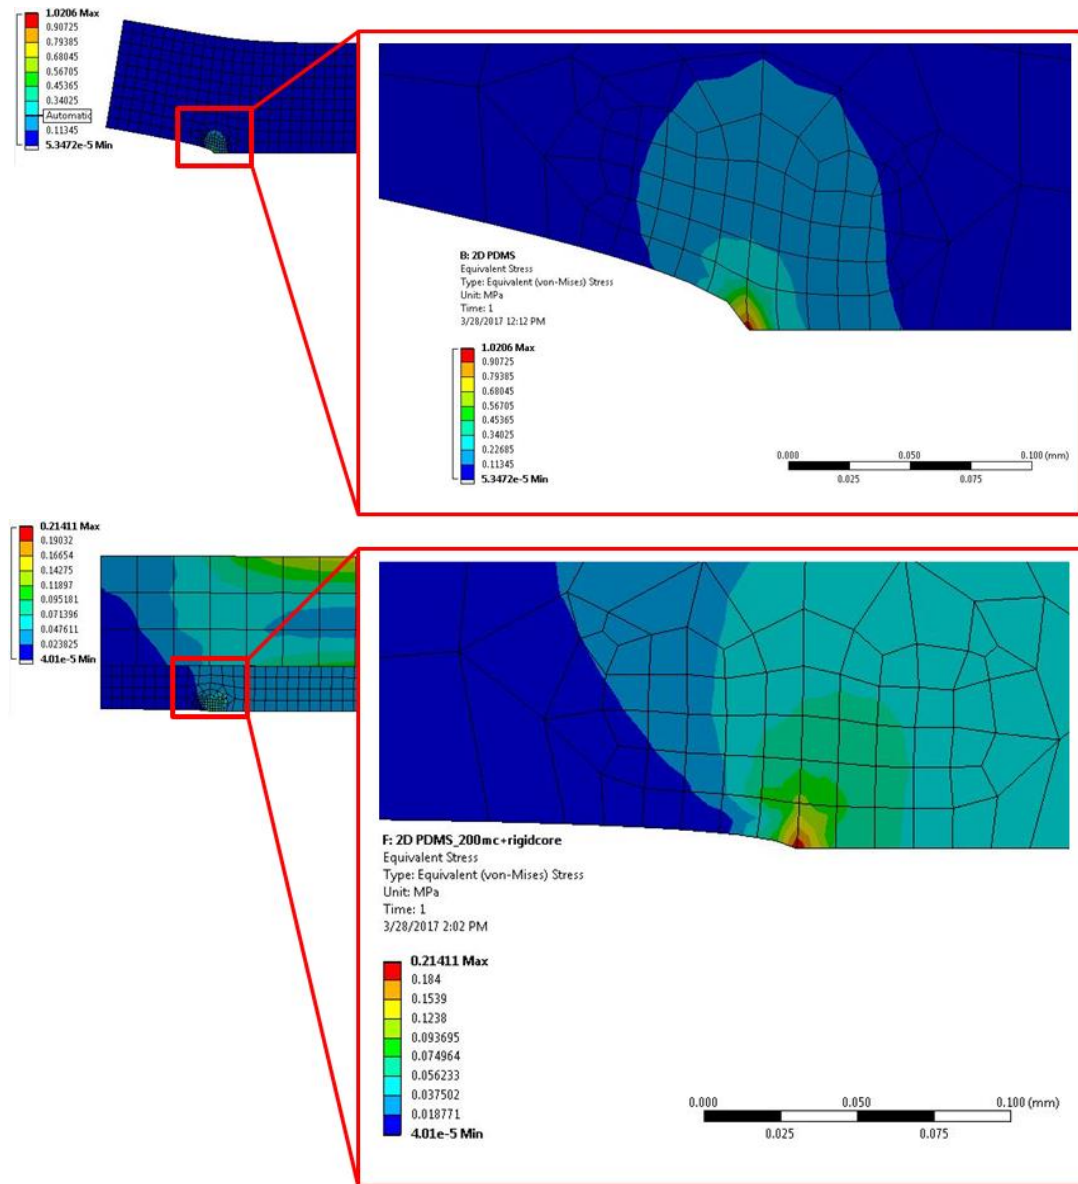 1.0206 Max
0.90725
0.79385
0.68045
0.56705
0.45365
0.34025
Automatic
0.11345
5.3472e-5 Min
B: 2D PDMS
Equivalent Stress
Type: Equivalent (von-Mises) Stress
Unit: MPa
Time: 1
3/28/2017 12:12 PM
1.0206 Max
0.90725
0.79385
0.68045
0.56705
0.45365
0.34025
0.22685
0.11345
5.3472e-5 Min
0.000 0.050 0.100 (mm)
0.025 0.075
0.21411 Max
0.19032
0.16654
0.14275
0.11897
0.095181
0.071396
0.047611
0.023825
4.01e-5 Min
F: 2D PDMS_200mc+rigidcore
Equivalent Stress
Type: Equivalent (von-Mises) Stress
Unit: MPa
Time: 1
3/28/2017 2:02 PM
0.21411 Max
0.184
0.1539
0.1238
0.093695
0.074964
0.056233
0.037502
0.018771
4.01e-5 Min
0.000 0.050 0.100 (mm)
0.025 0.075